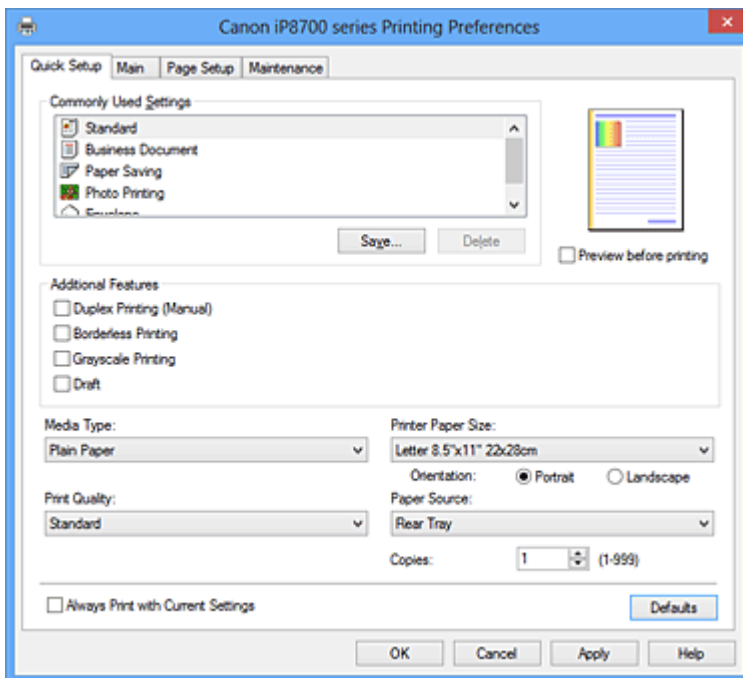 Canon iP8700 series Printing Preferences
Quick Setup Main Page Setup Maintenance
Commonly Used Settings
Standard
Business Document
Paper Saving
Photo Printing
Envelope
Save... Delete
Preview before printing
Additional Features
Duplex Printing (Manual)
Borderless Printing
Grayscale Printing
Draft
Media Type:
Plain Paper
Printer Paper Size:
Letter 8.5"x11" 22x28cm
Orientation: Portrait Landscape
Print Quality:
Standard
Paper Source:
Rear Tray
Copies: 1 (1-999)
Always Print with Current Settings
Defaults
OK Cancel Apply Help